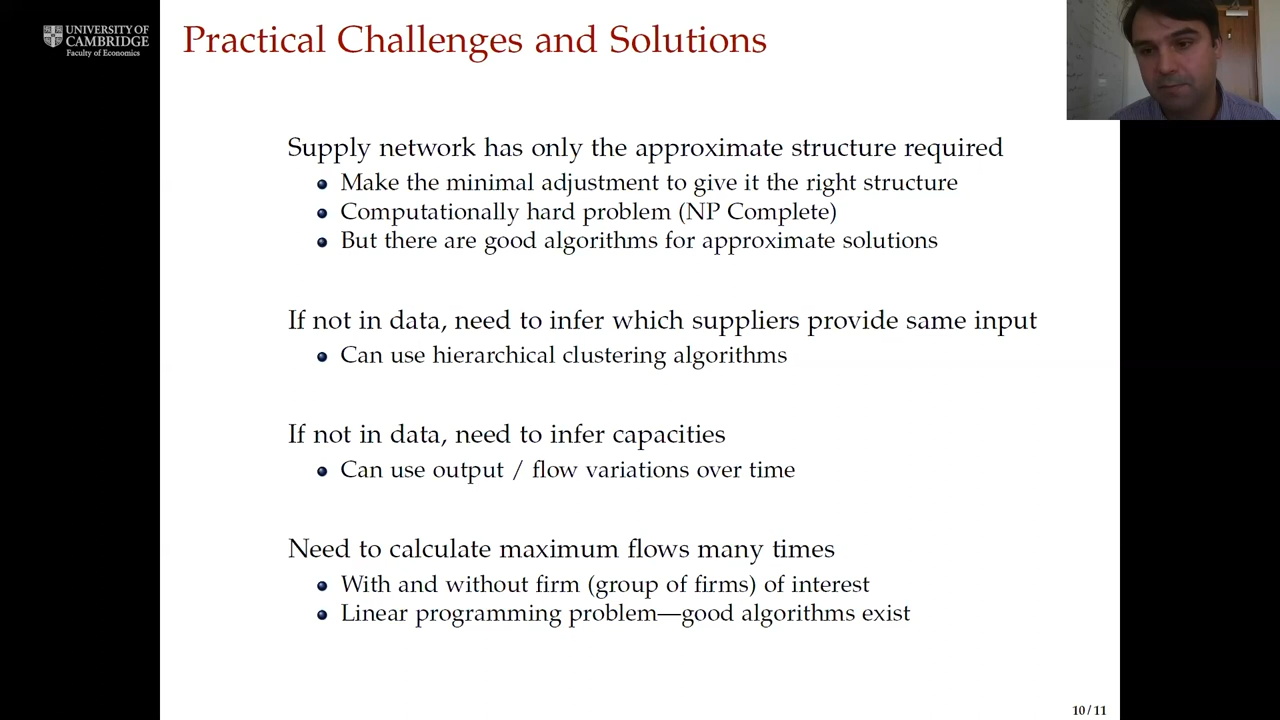 UNIVERSITY OF
CAMBRIDGE
Faculty of Economics
Practical Challenges and Solutions
Supply network has only the approximate structure required
Make the minimal adjustment to give it the right structure
Computationally hard problem (NP Complete)
But there are good algorithms for approximate solutions
If not in data, need to infer which suppliers provide same input
Can use hierarchical clustering algorithms
If not in data, need to infer capacities
Can use output / flow variations over time
Need to calculate maximum flows many times
With and without firm (group of firms) of interest
Linear programming problem—good algorithms exist
10/11